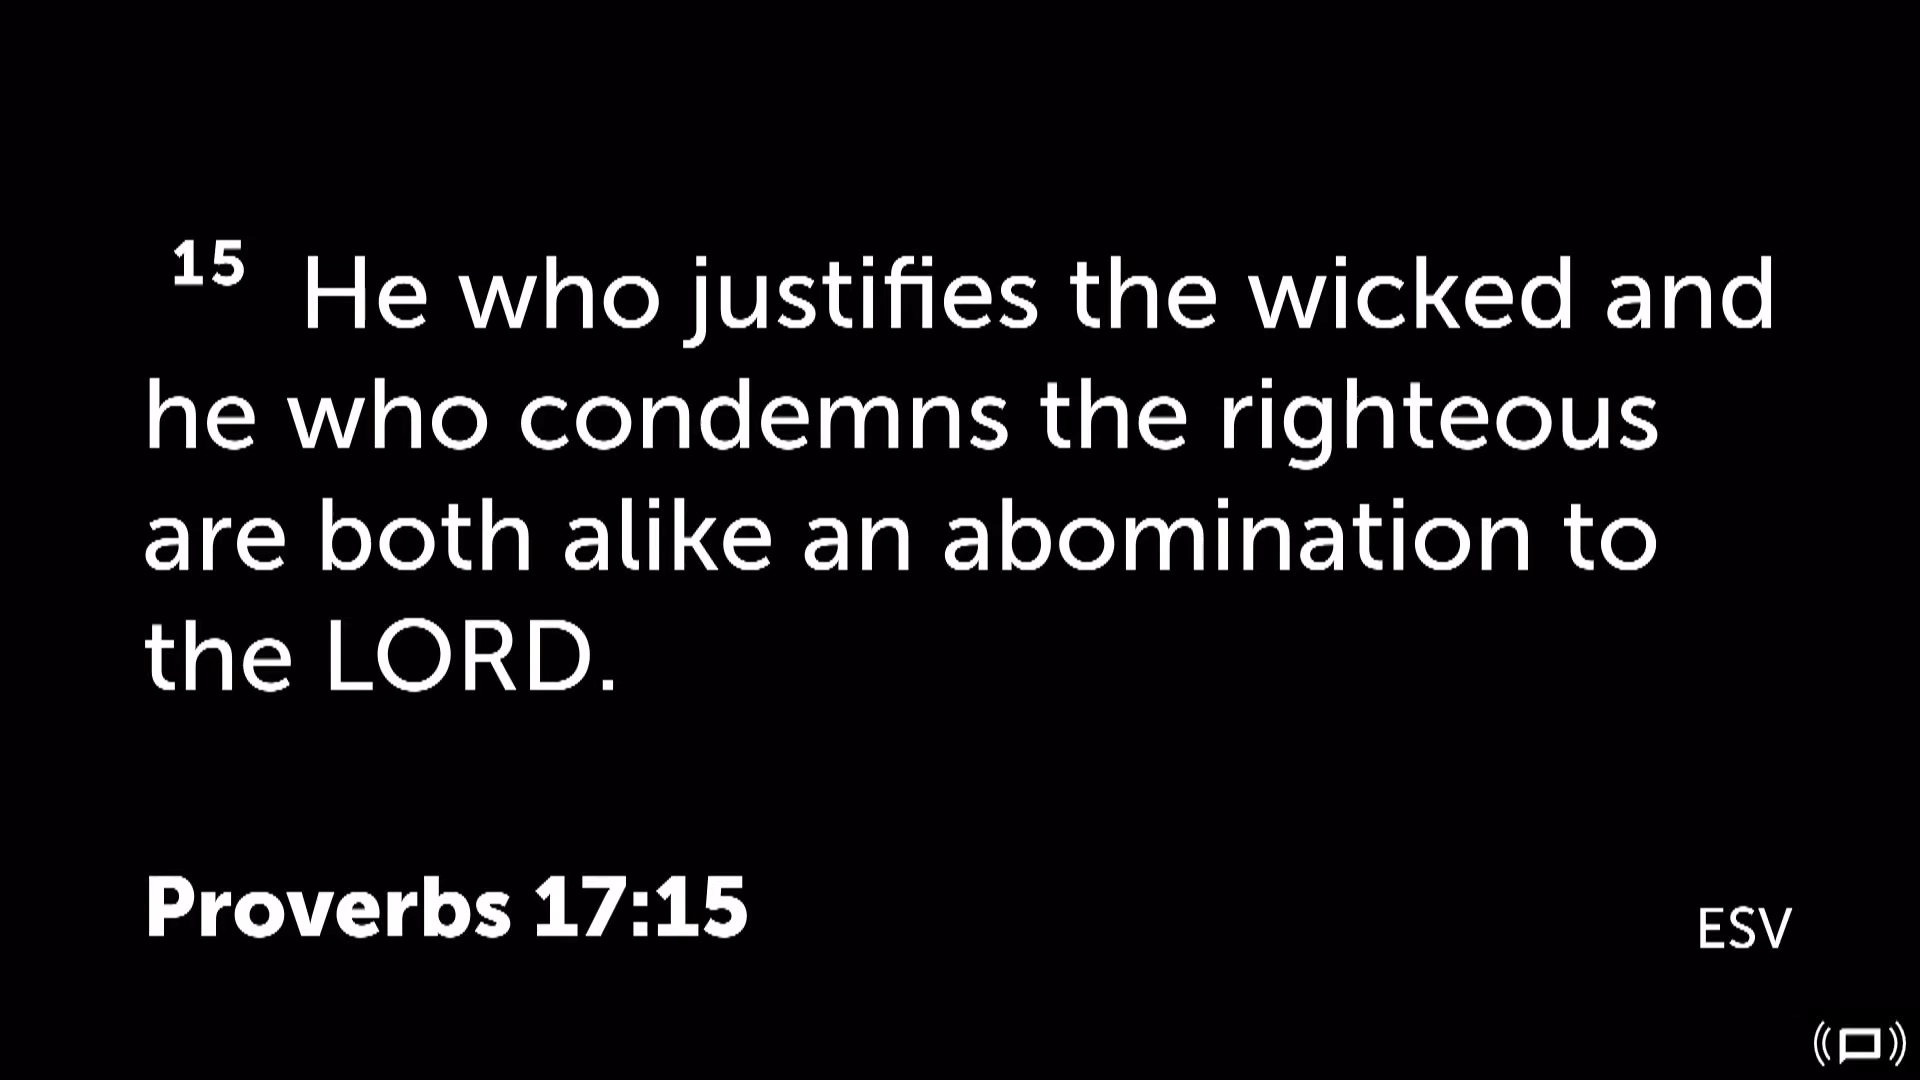 15 He who justifies the wicked and
he who condemns the righteous
are both alike an abomination to
the LORD.
Proverbs 17:15
ESV